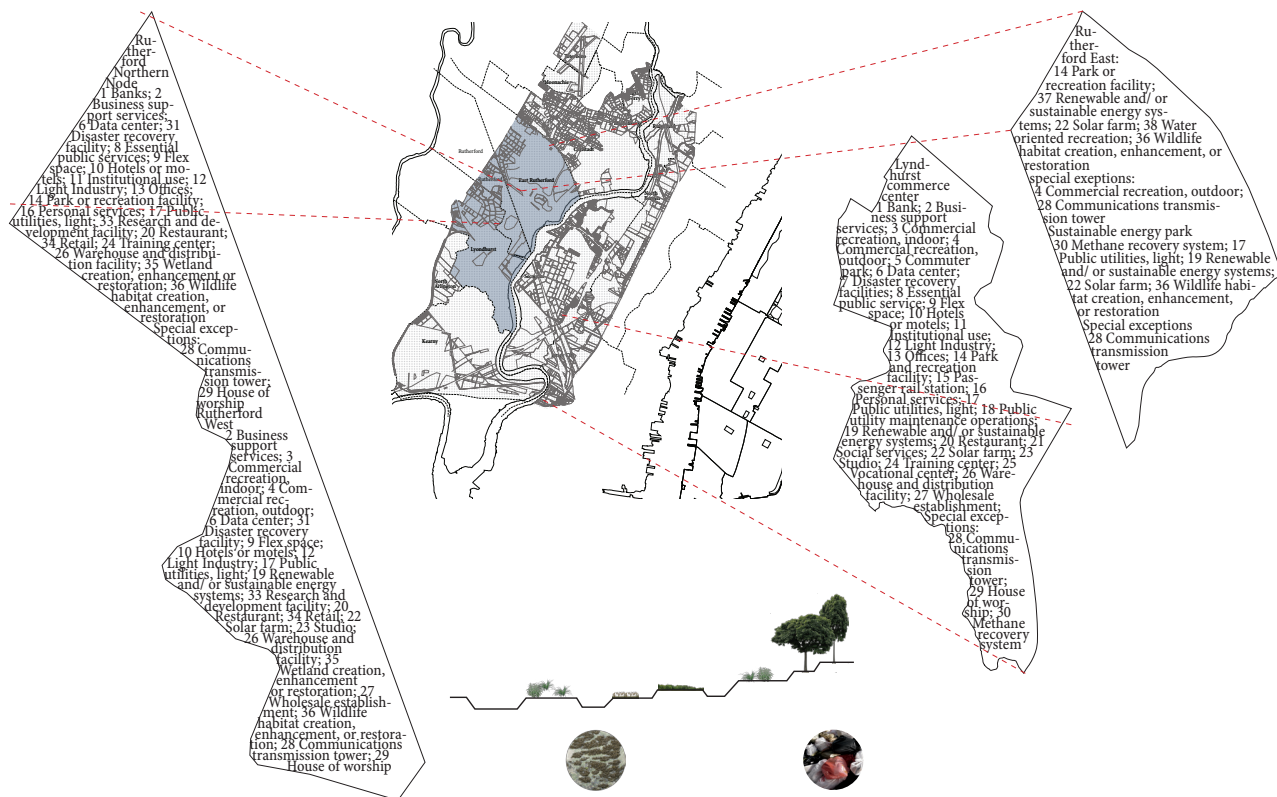 Ru-
ther-
ford
Northern
Node
1 Banks; 2
Business sup-
port services;
6 Data center; 31
Disaster recovery
facility; 8 Essential
public services; 9 Flex
space; 10 Hotels or mo-
tels; 11 Institutional use; 12
Light Industry; 13 Offices;
14 Park or recreation facility;
16 Personal services; 17 Public
utilities, light; 33 Research and de-
velopment facility; 20 Restaurant;
34 Retail; 24 Training center;
26 Warehouse and distribu-
tion facility; 35 Wetland
creation, enhancement or
restoration; 36 Wildlife
habitat creation,
enhancement, or
restoration
Special excep-
tions:
28 Commu-
nications
transmis-
sion tower;
29 House of
worship
Rutherford
West
2 Business
support
services; 3
Commercial
recreation,
indoor; 4 Com-
mercial rec-
reation, outdoor;
6 Data center; 31
Disaster recovery
facility; 9 Flex space;
10 Hotels or motels; 12
Light Industry; 17 Public
utilities, light; 19 Renewable
and/ or sustainable energy
systems; 33 Research and
development facility; 20
Restaurant; 34 Retail; 22
Solar farm; 23 Studio;
26 Warehouse and
distribution
facility; 35
Wetland creation,
enhancement
or restoration; 27
Wholesale establish-
ment; 36 Wildlife
habitat creation,
enhancement, or restora-
tion; 28 Communications
transmission tower; 29
House of worship
Moonachie
Rutherford
Rutherford
East Rutherford
Lyondhurst
North
Arlington
Kearny
Lynd-
hurst
commerce
center
1 Bank; 2 Busi-
ness support
services; 3 Commercial
recreation, indoor; 4
Commercial recreation,
outdoor; 5 Commuter
park; 6 Data center;
7 Disaster recovery
facilities; 8 Essential
public service; 9 Flex
space; 10 Hotels
or motels; 11
Institutional use;
12 Light Industry;
13 Offices; 14 Park
and recreation
facility; 15 Pas-
senger rail station; 16
Personal services; 17
Public utilities, light; 18 Public
utility maintenance operations;
19 Renewable and/ or sustainable
energy systems; 20 Restaurant; 21
Social services; 22 Solar farm; 23
Studio; 24 Training center; 25
Vocational center; 26 Ware-
house and distribution
facility; 27 Wholesale
establishment;
Special excep-
tions:
28 Commu-
nications
transmis-
sion
tower;
29 House
of wor-
ship; 30
Methane
recovery
system
Ru-
ther-
ford East:
14 Park or
recreation facility;
37 Renewable and/ or
sustainable energy sys-
tems; 22 Solar farm; 38 Water
oriented recreation; 36 Wildlife
habitat creation, enhancement, or
restoration
special exeptions:
4 Commercial recreation, outdoor;
28 Communications transmis-
sion tower
Sustainable energy park
30 Methane recovery system; 17
Public utilities, light; 19 Renewable
and/ or sustainable energy systems;
22 Solar farm; 36 Wildlife habi-
tat creation, enhancement,
or restoration
Special exceptions
28 Communications
transmission
tower